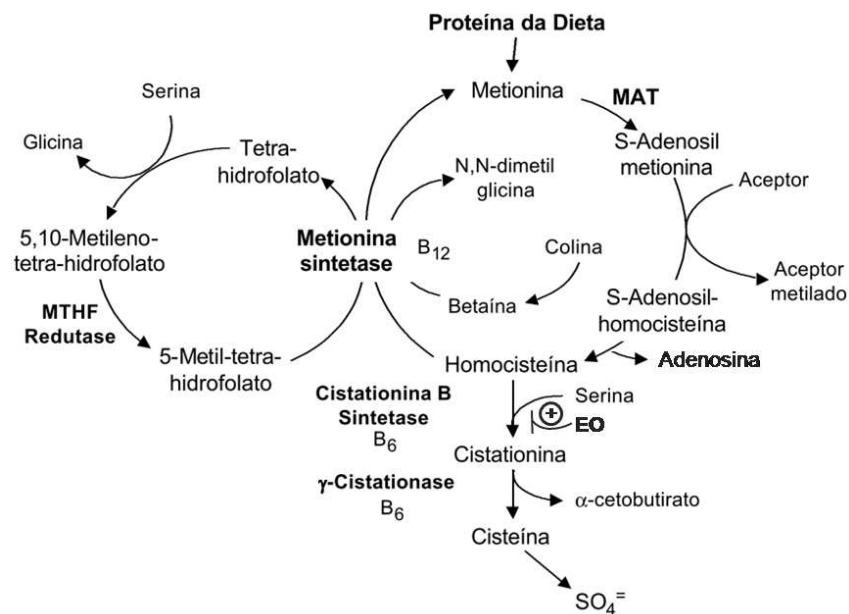 Proteína da Dieta
Metionina
MAT
S-Adenosil
metionina
Serina
Glicina
Tetra-
hidrofolato
N,N-dimetil
glicina
Aceptor
5,10-Metileno-
tetra-hidrofolato
Metionina
sintetase
B12
Colina
Betaína
Aceptor
metilado
MTHF
Redutase
S-Adenosil-
homocisteína
5-Metil-tetra-
hidrofolato
Homocisteína
Adenosina
Cistationina B
Sintetase
B6
Serina
+
EO
Cistationina
γ-Cistationase
B6
α-cetobutirato
Cisteína
SO4=